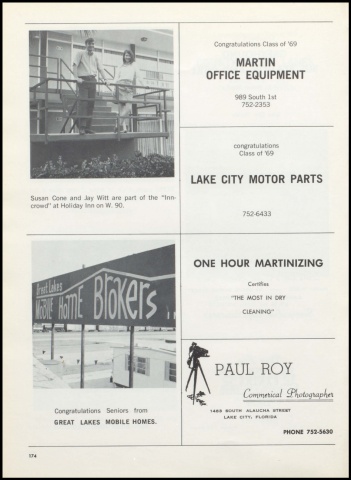 Susan Cone and Jay Witt are part of the "Inn-
crowd" at Holiday Inn on W. 90.
Great Lakes
MoBile HoMe BRokeRs
Congratulations Seniors from
GREAT LAKES MOBILE HOMES.
174
Congratulations Class of '69
MARTIN
OFFICE EQUIPMENT
989 South 1st
752-2353
congratulations
Class of '69
LAKE CITY MOTOR PARTS
752-6433
ONE HOUR MARTINIZING
Certifies
"THE MOST IN DRY
CLEANING"
PAUL ROY
Commerical Photographer
1463 SOUTH ALAUCHA STREET
LAKE CITY, FLORIDA
PHONE 752-5630